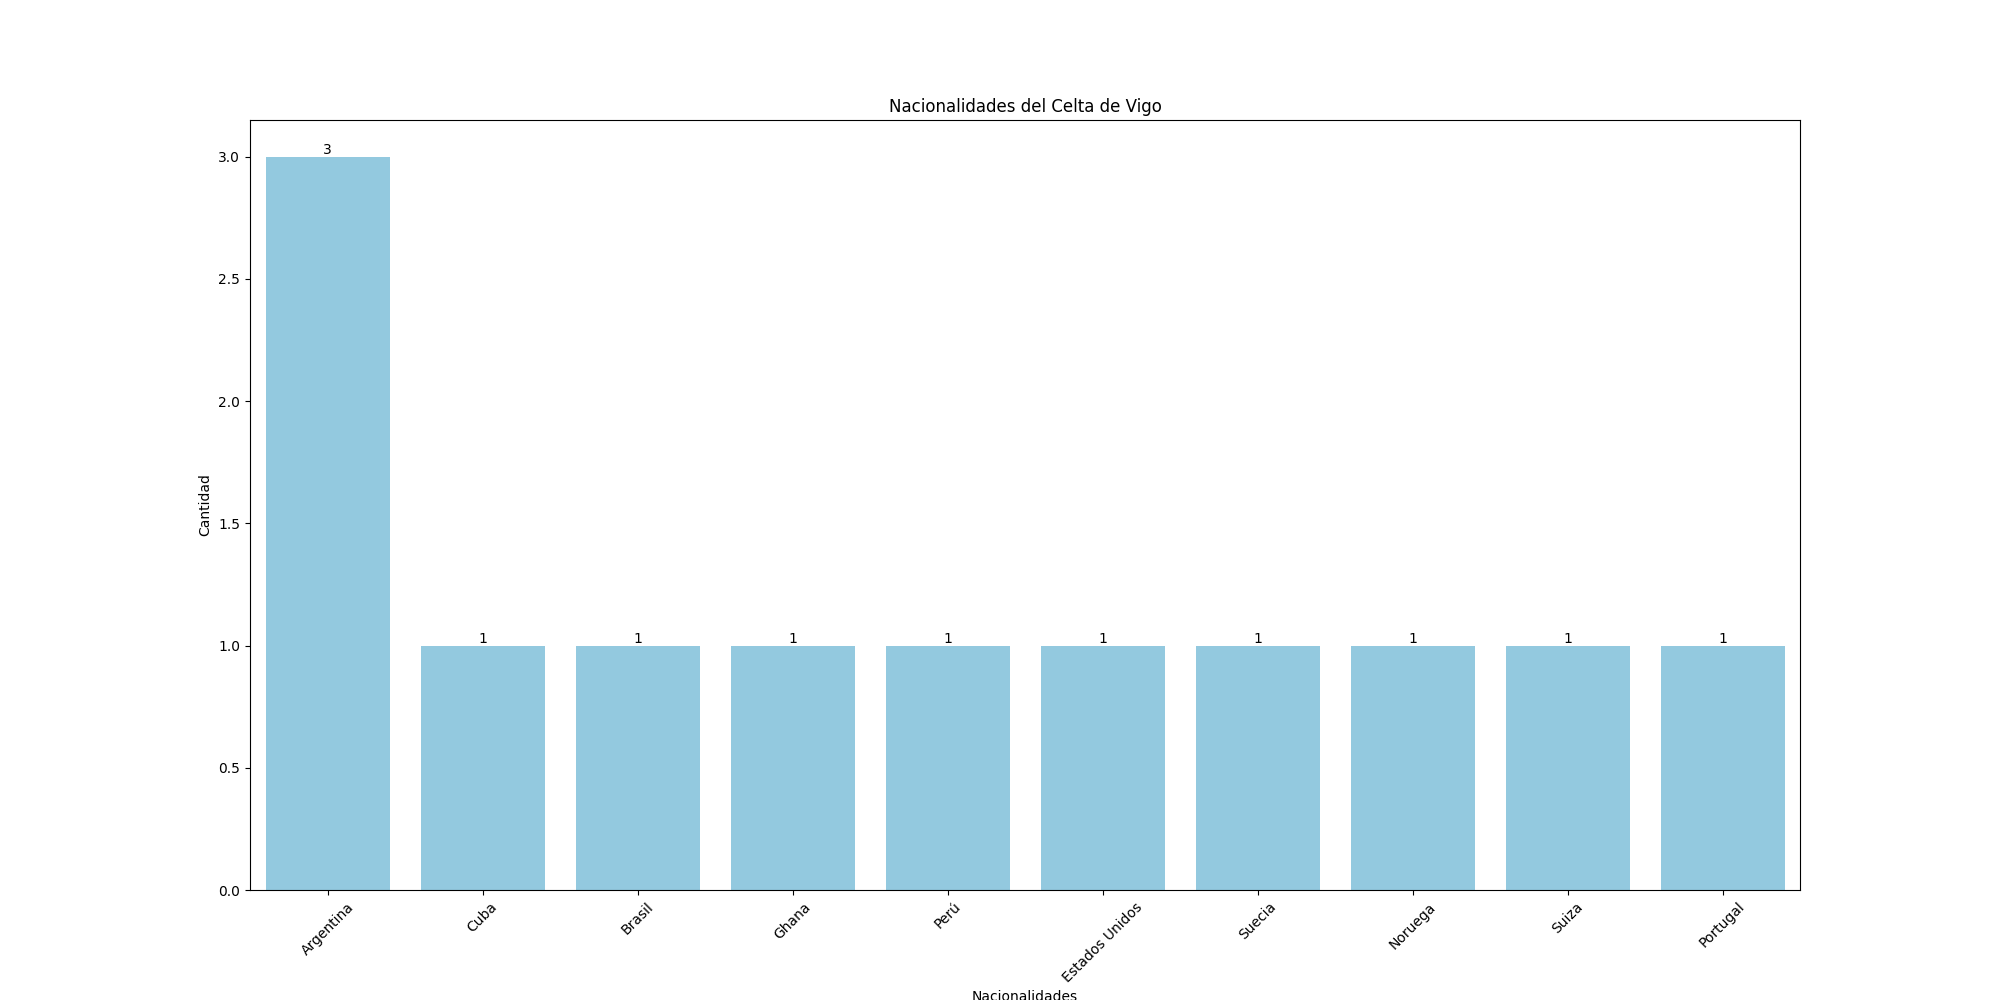 Nacionalidades del Celta de Vigo
3.0
2.5
2.0
1.5
1.0
0.5
0.0
Cantidad
3
1
1
1
1
1
1
1
1
1
Argentina
Cuba
Brasil
Ghana
Perú
Estados Unidos
Suecia
Noruega
Suiza
Portugal
Nacionalidades